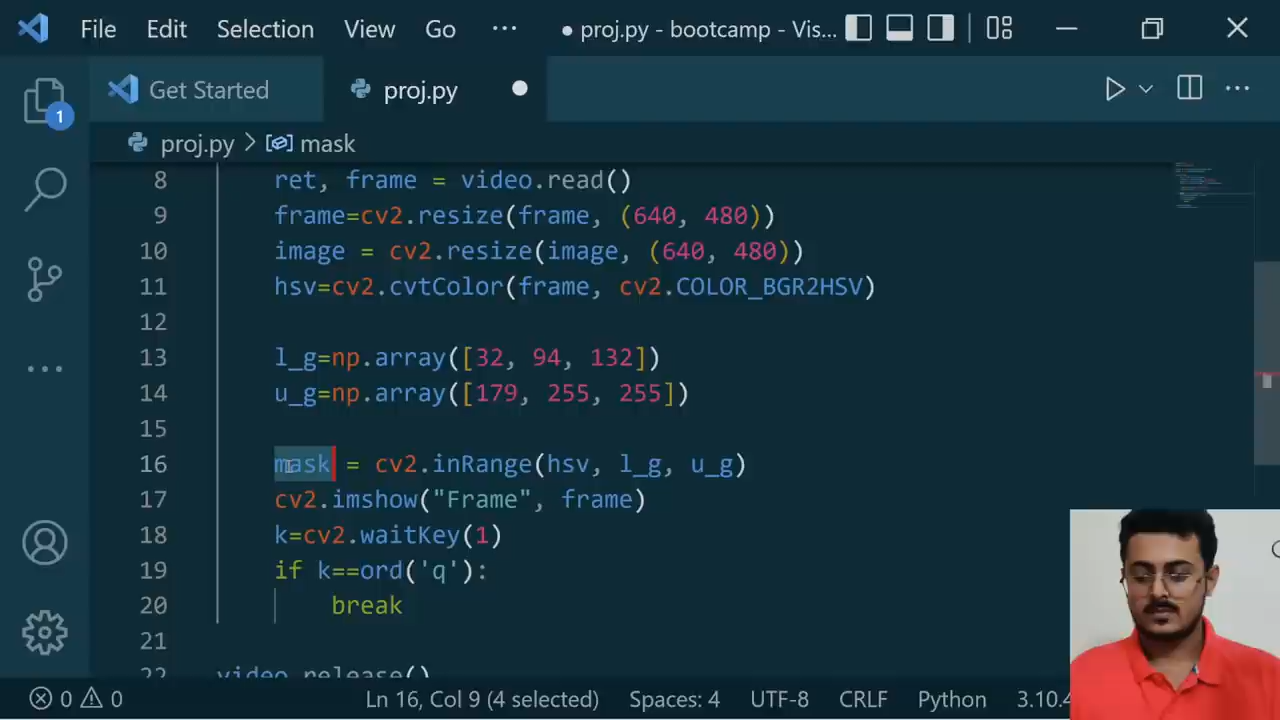 File Edit Selection View Go ··· ● proj.py - bootcamp - Vis...
Get Started proj.py
1
proj.py > mask
8 ret, frame = video.read()
9 frame=cv2.resize(frame, (640, 480))
10 image = cv2.resize(image, (640, 480))
11 hsv=cv2.cvtColor(frame, cv2.COLOR_BGR2HSV)
12
13 l_g=np.array([32, 94, 132])
14 u_g=np.array([179, 255, 255])
15
16 mask = cv2.inRange(hsv, l_g, u_g)
17 cv2.imshow("Frame", frame)
18 k=cv2.waitKey(1)
19 if k==ord('q'):
20 break
21
22 video.release()
0 0 Ln 16, Col 9 (4 selected) Spaces: 4 UTF-8 CRLF Python 3.10.4